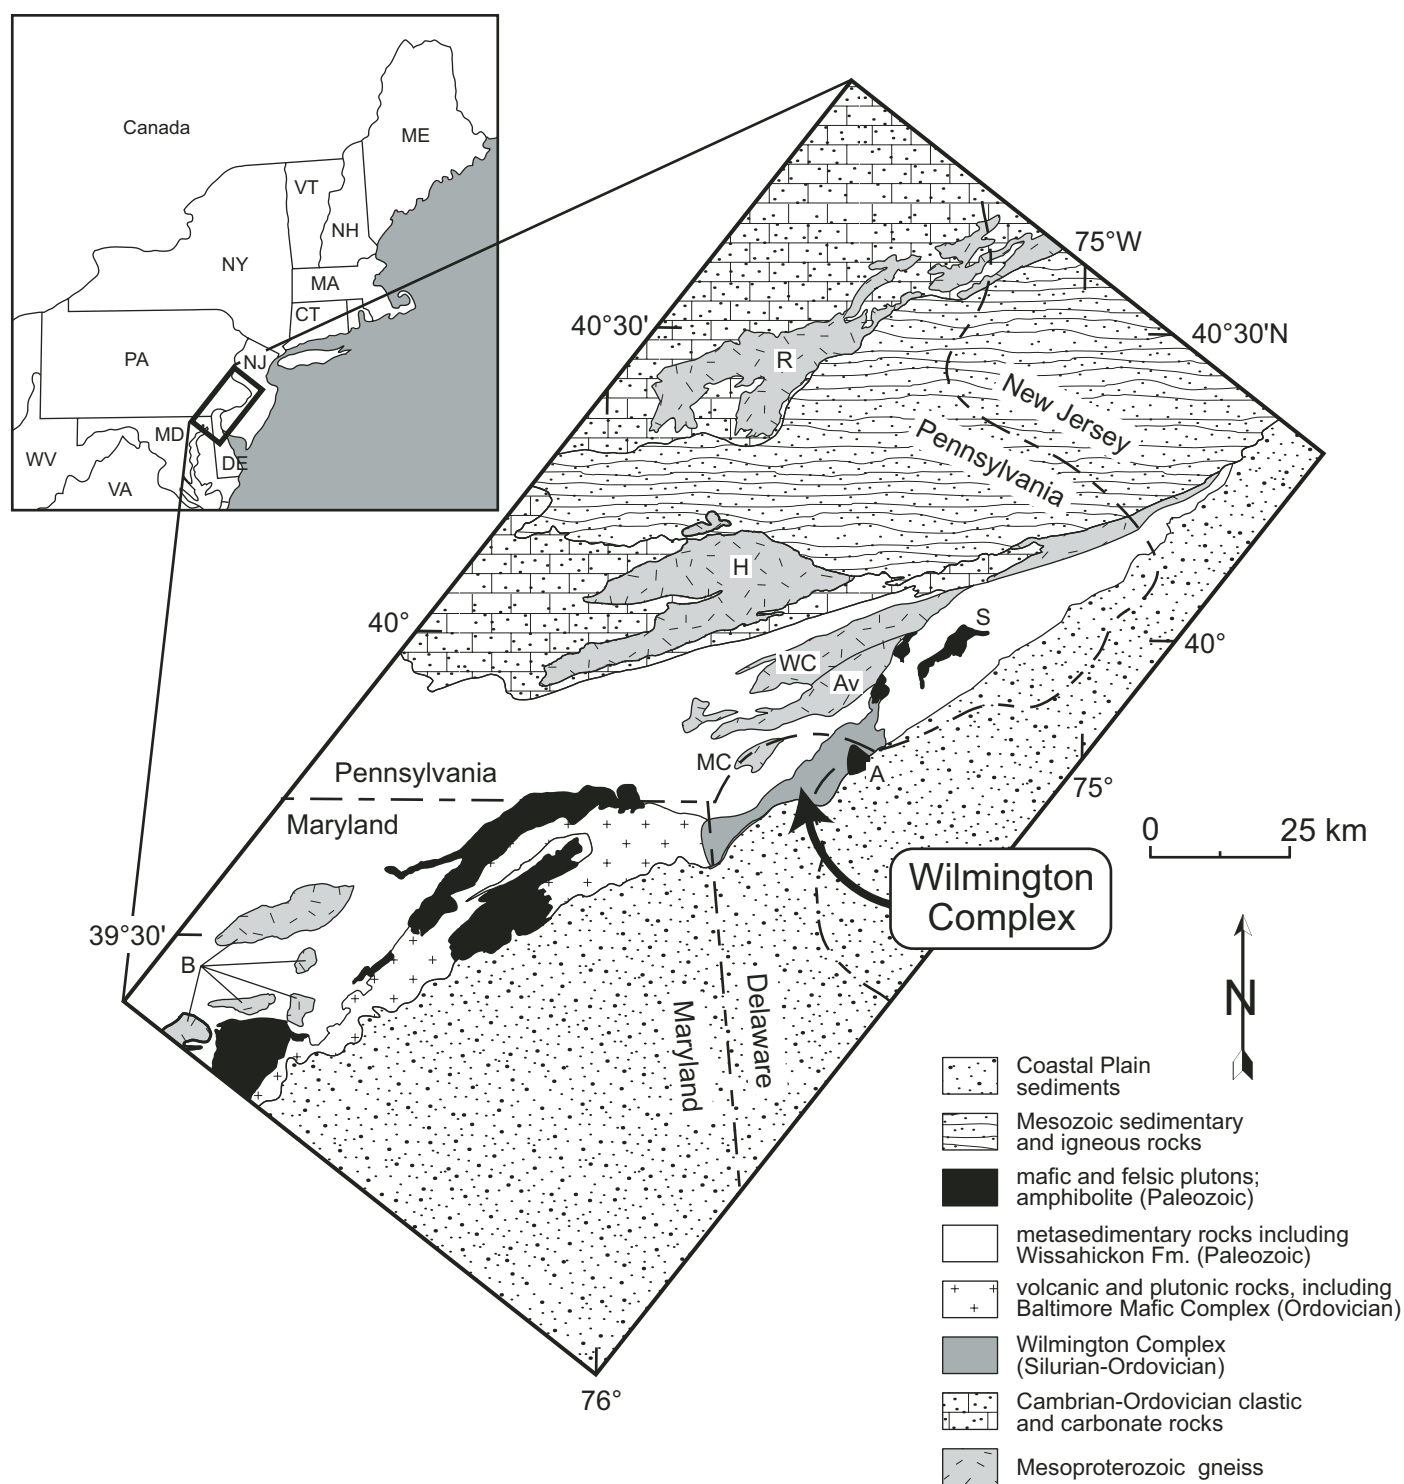 Canada
ME
VT
NH
NY
MA
CT
PA
NJ
MD
WV
DE
VA
75°W
40°30'
40°30'N
R
New Jersey
Pennsylvania
H
40°
S
40°
WC
Av
MC
A
Pennsylvania
75°
Maryland
0 25 km
Wilmington
Complex
39°30'
B
N
Delaware
Maryland
76°
Coastal Plain
sediments
Mesozoic sedimentary
and igneous rocks
mafic and felsic plutons;
amphibolite (Paleozoic)
metasedimentary rocks including
Wissahickon Fm. (Paleozoic)
volcanic and plutonic rocks, including
Baltimore Mafic Complex (Ordovician)
Wilmington Complex
(Silurian-Ordovician)
Cambrian-Ordovician clastic
and carbonate rocks
Mesoproterozoic gneiss